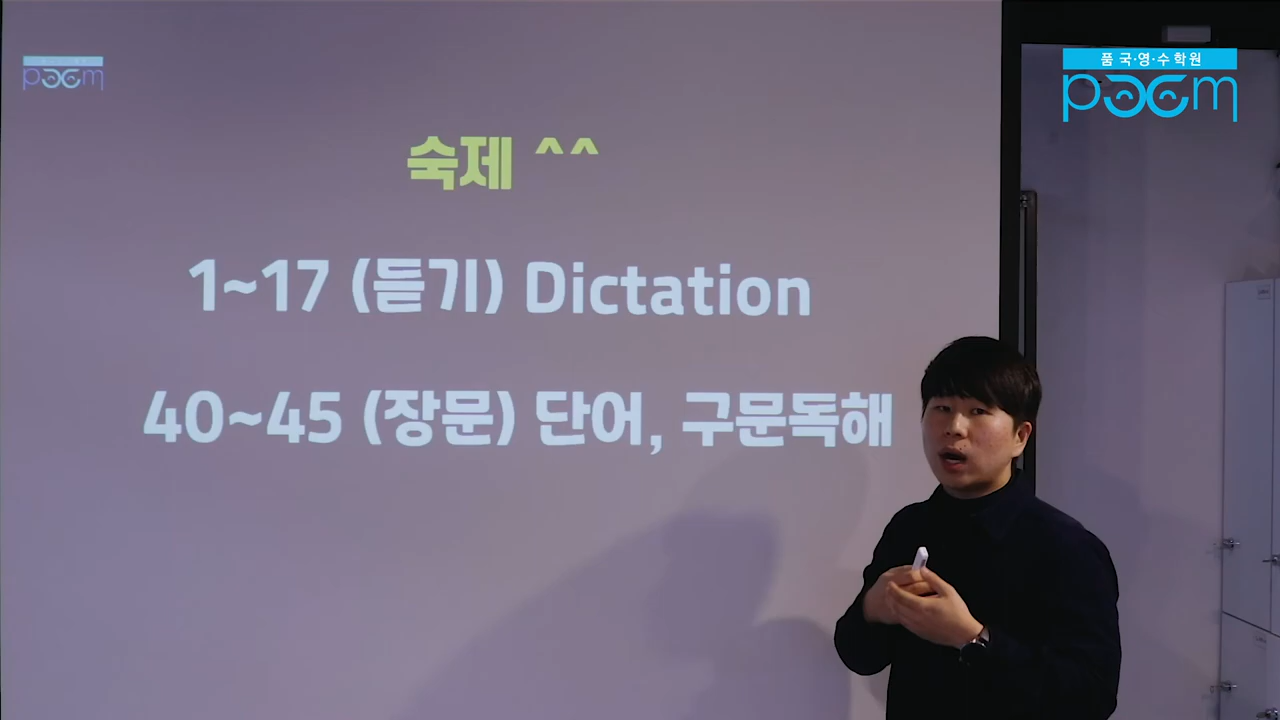 품 국·영·수 학원
poem
poem
숙제 ^^
1~17 (듣기) Dictation
40~45 (장문) 단어, 구문독해